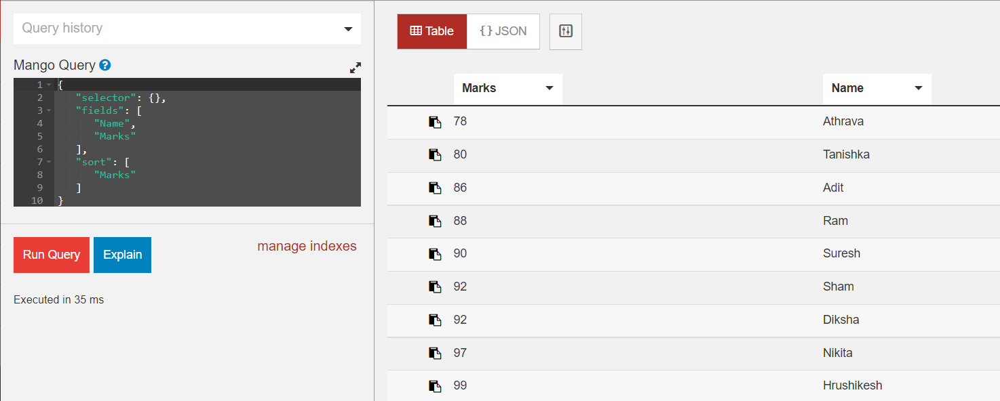 Query history
Mango Query ?
1 {
2 "selector": {},
3 "fields": [
4 "Name",
5 "Marks"
6 ],
7 "sort": [
8 "Marks"
9 ]
10 }
Run Query Explain manage indexes
Executed in 35 ms
Table {} JSON
Marks Name
78 Athrava
80 Tanishka
86 Adit
88 Ram
90 Suresh
92 Sham
92 Diksha
97 Nikita
99 Hrushikesh